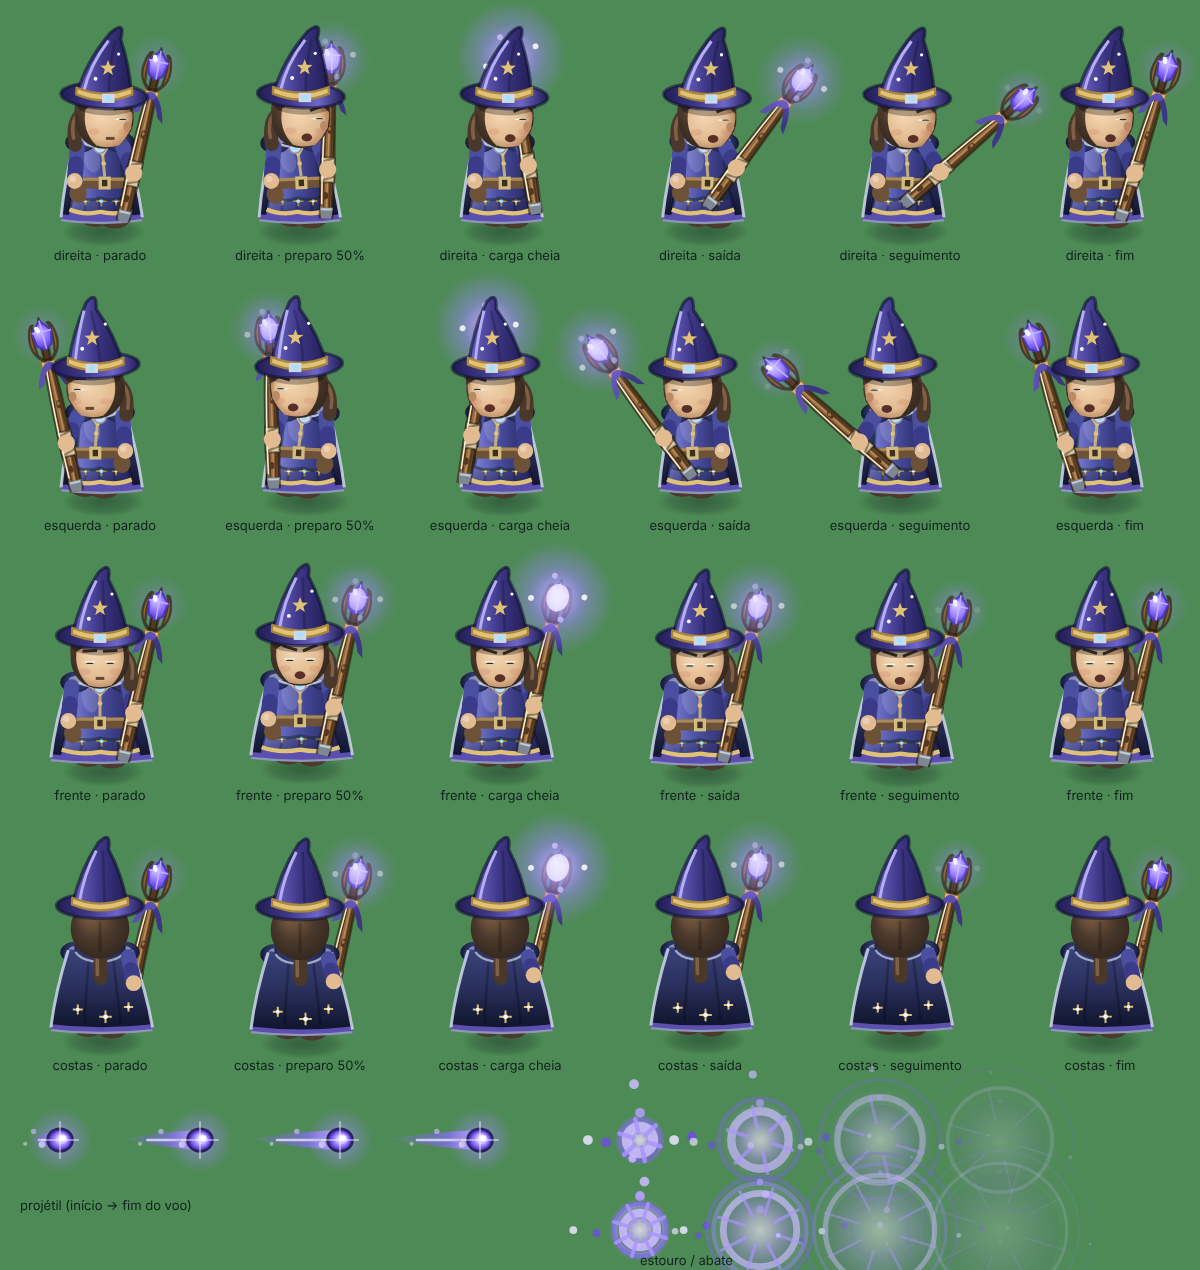 direita · parado
direita · preparo 50%
direita · carga cheia
direita · saída
direita · seguimento
direita · fim
esquerda · parado
esquerda · preparo 50%
esquerda · carga cheia
esquerda · saída
esquerda · seguimento
esquerda · fim
frente · parado
frente · preparo 50%
frente · carga cheia
frente · saída
frente · seguimento
frente · fim
costas · parado
costas · preparo 50%
costas · carga cheia
costas · saída
costas · seguimento
costas · fim
projétil (início → fim do voo)
estouro / abate